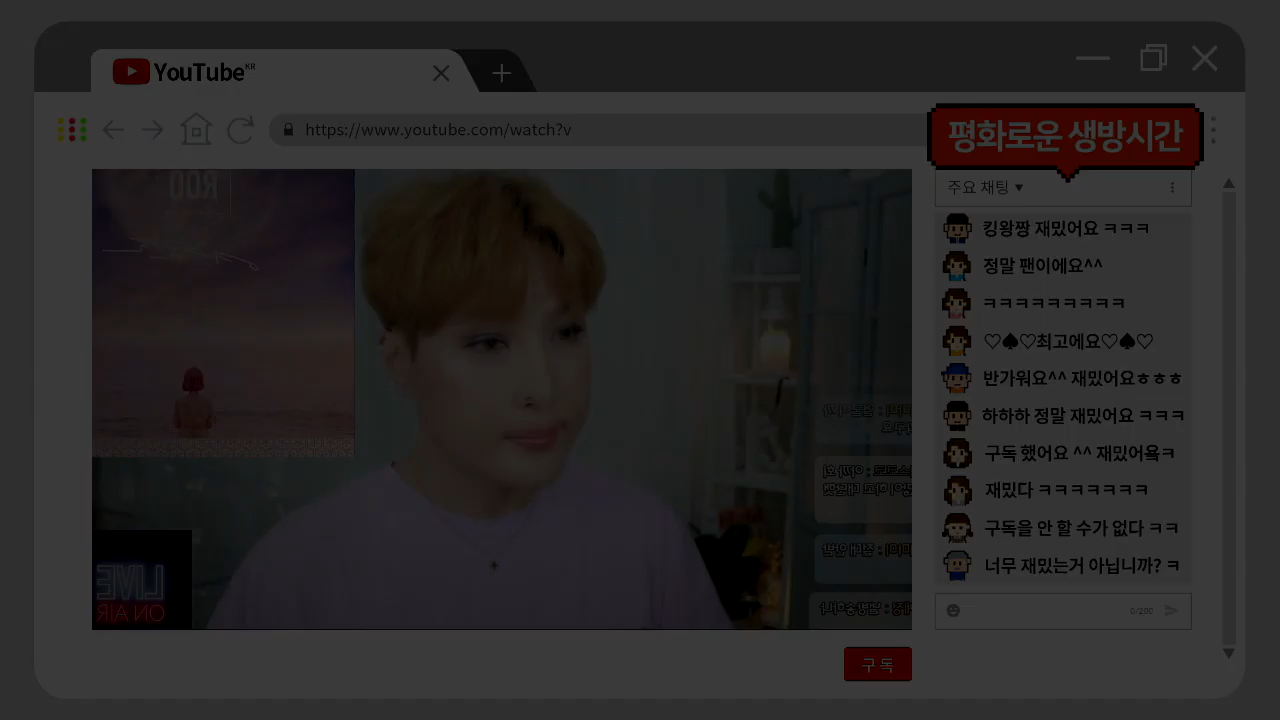 YouTube KR
https://www.youtube.com/watch?v
평화로운 생방시간
주요 채팅 ▼
킹왕짱 재밌어요 ㅋㅋㅋ
정말 팬이에요^^
ㅋㅋㅋㅋㅋㅋㅋㅋㅋ
♡♠♡최고에요♡♠♡
반가워요^^ 재밌어요ㅎㅎㅎ
하하하 정말 재밌어요 ㅋㅋㅋ
구독 했어요 ^^ 재밌어욬ㅋ
재밌다 ㅋㅋㅋㅋㅋㅋㅋ
구독을 안 할 수가 없다 ㅋㅋ
너무 재밌는거 아닙니까? ㅋ
0/200
LIVE
ON AIR
구독